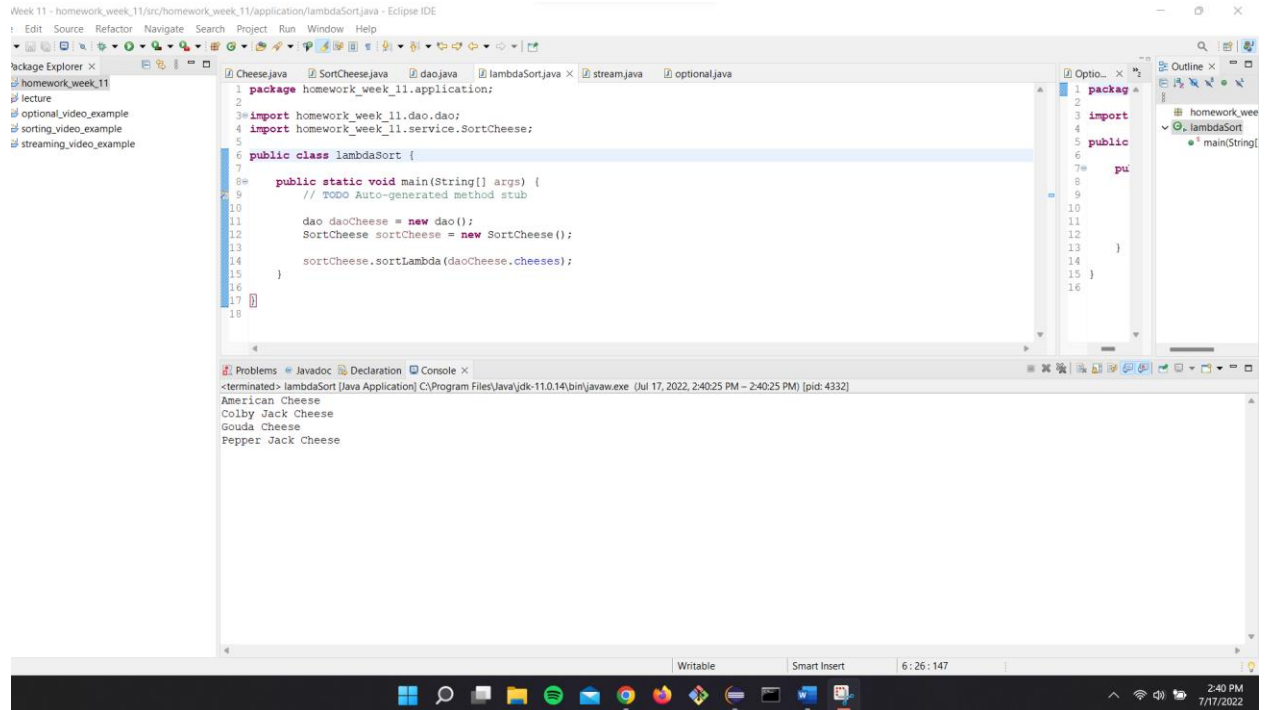 Week 11 - homework_week_11/src/homework_week_11/application/lambdaSort.java - Eclipse IDE
Edit Source Refactor Navigate Search Project Run Window Help
Package Explorer
homework_week_11
lecture
optional_video_example
sorting_video_example
streaming_video_example
Cheese.java SortCheese.java dao.java lambdaSort.java stream.java optional.java
1 package homework_week_11.application;
2
3 import homework_week_11.dao.dao;
4 import homework_week_11.service.SortCheese;
5
6 public class lambdaSort {
7
8 public static void main(String[] args) {
9 // TODO Auto-generated method stub
10
11 dao daoCheese = new dao();
12 SortCheese sortCheese = new SortCheese();
13
14 sortCheese.sortLambda(daoCheese.cheeses);
15 }
16
17 }
18
Optio... 2
1 packag
2
3 import
4
5 public
6
7 pu
8
9
10
11
12
13 }
14
15 }
16
Outline
homework_wee
lambdaSort
main(String[
Problems Javadoc Declaration Console
<terminated> lambdaSort [Java Application] C:\Program Files\Java\jdk-11.0.14\bin\javaw.exe (Jul 17, 2022, 2:40:25 PM – 2:40:25 PM) [pid: 4332]
American Cheese
Colby Jack Cheese
Gouda Cheese
Pepper Jack Cheese
Writable Smart Insert 6 : 26 : 147
2:40 PM
7/17/2022